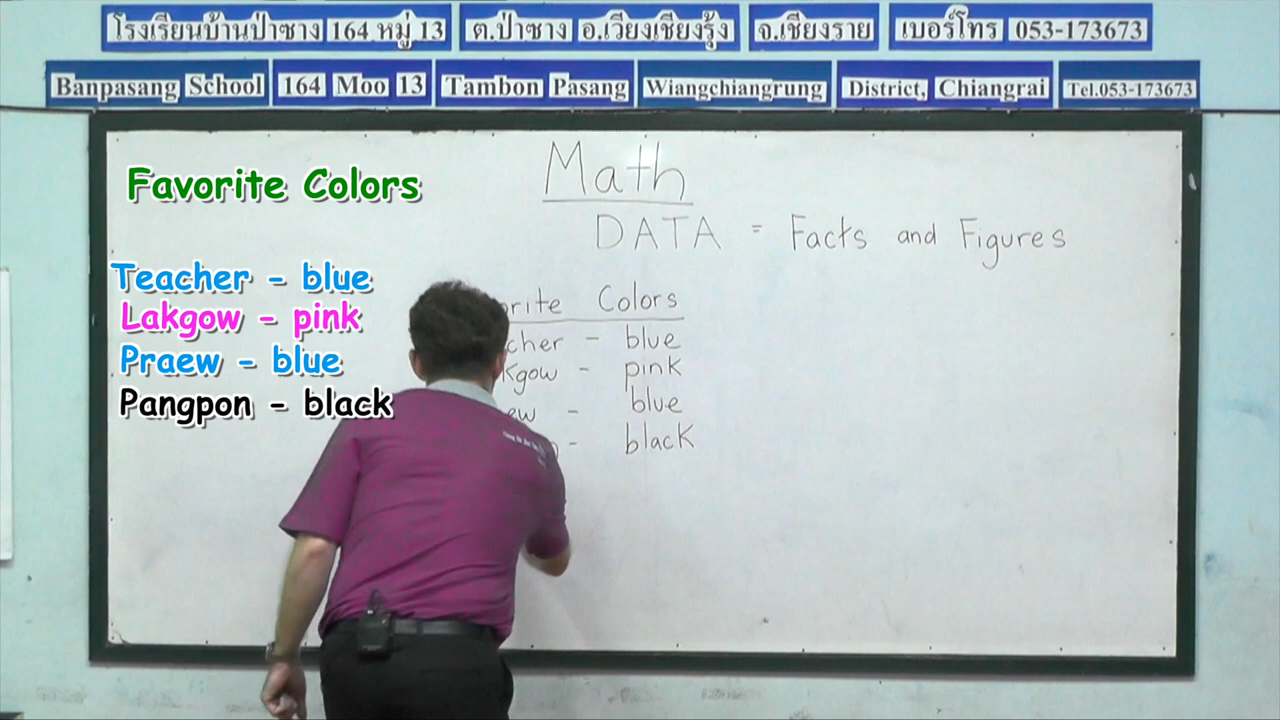 โรงเรียนบ้านป่าซาง 164 หมู่ 13 ต.ป่าซาง อ.เวียงเชียงรุ้ง จ.เชียงราย เบอร์โทร 053-173673
Banpasang School 164 Moo 13 Tambon Pasang Wiangchiangrung District, Chiangrai Tel.053-173673
Math
DATA = Facts and Figures
Favorite Colors
Teacher - blue
Lakgow - pink
Praew - blue
Pangpon - black
orite Colors
cher - blue
kgow - pink
ew - blue
- black